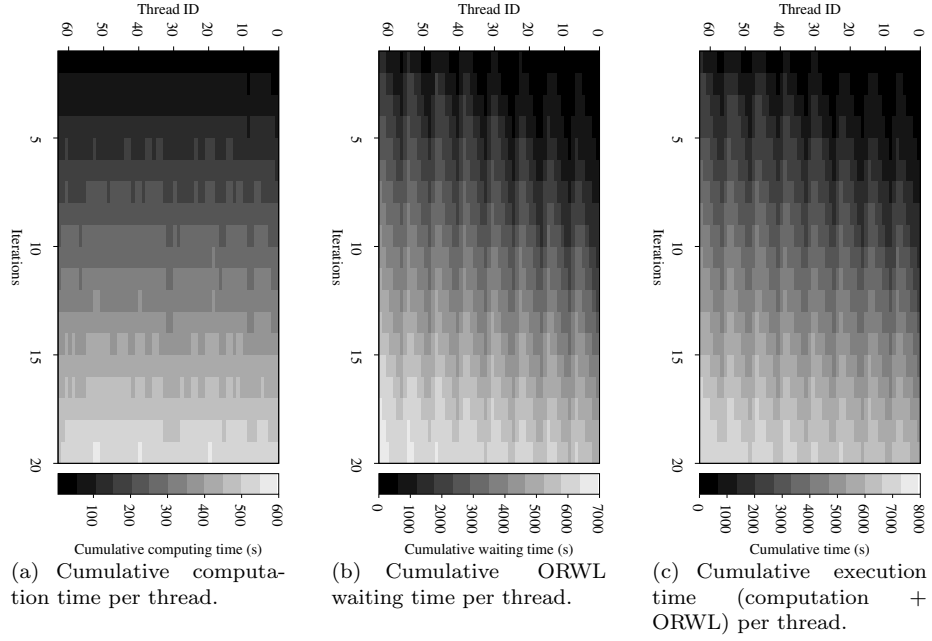 Thread ID
60 50 40 30 20 10 0
Iterations
5
10
15
20
100 200 300 400 500 600
Cumulative computing time (s)
(a) Cumulative computa-
tion time per thread.
Thread ID
60 50 40 30 20 10 0
Iterations
5
10
15
20
0 1000 2000 3000 4000 5000 6000 7000
Cumulative waiting time (s)
(b) Cumulative ORWL
waiting time per thread.
Thread ID
60 50 40 30 20 10 0
Iterations
5
10
15
20
0 1000 2000 3000 4000 5000 6000 7000 8000
Cumulative time (s)
(c) Cumulative execution
time (computation +
ORWL) per thread.